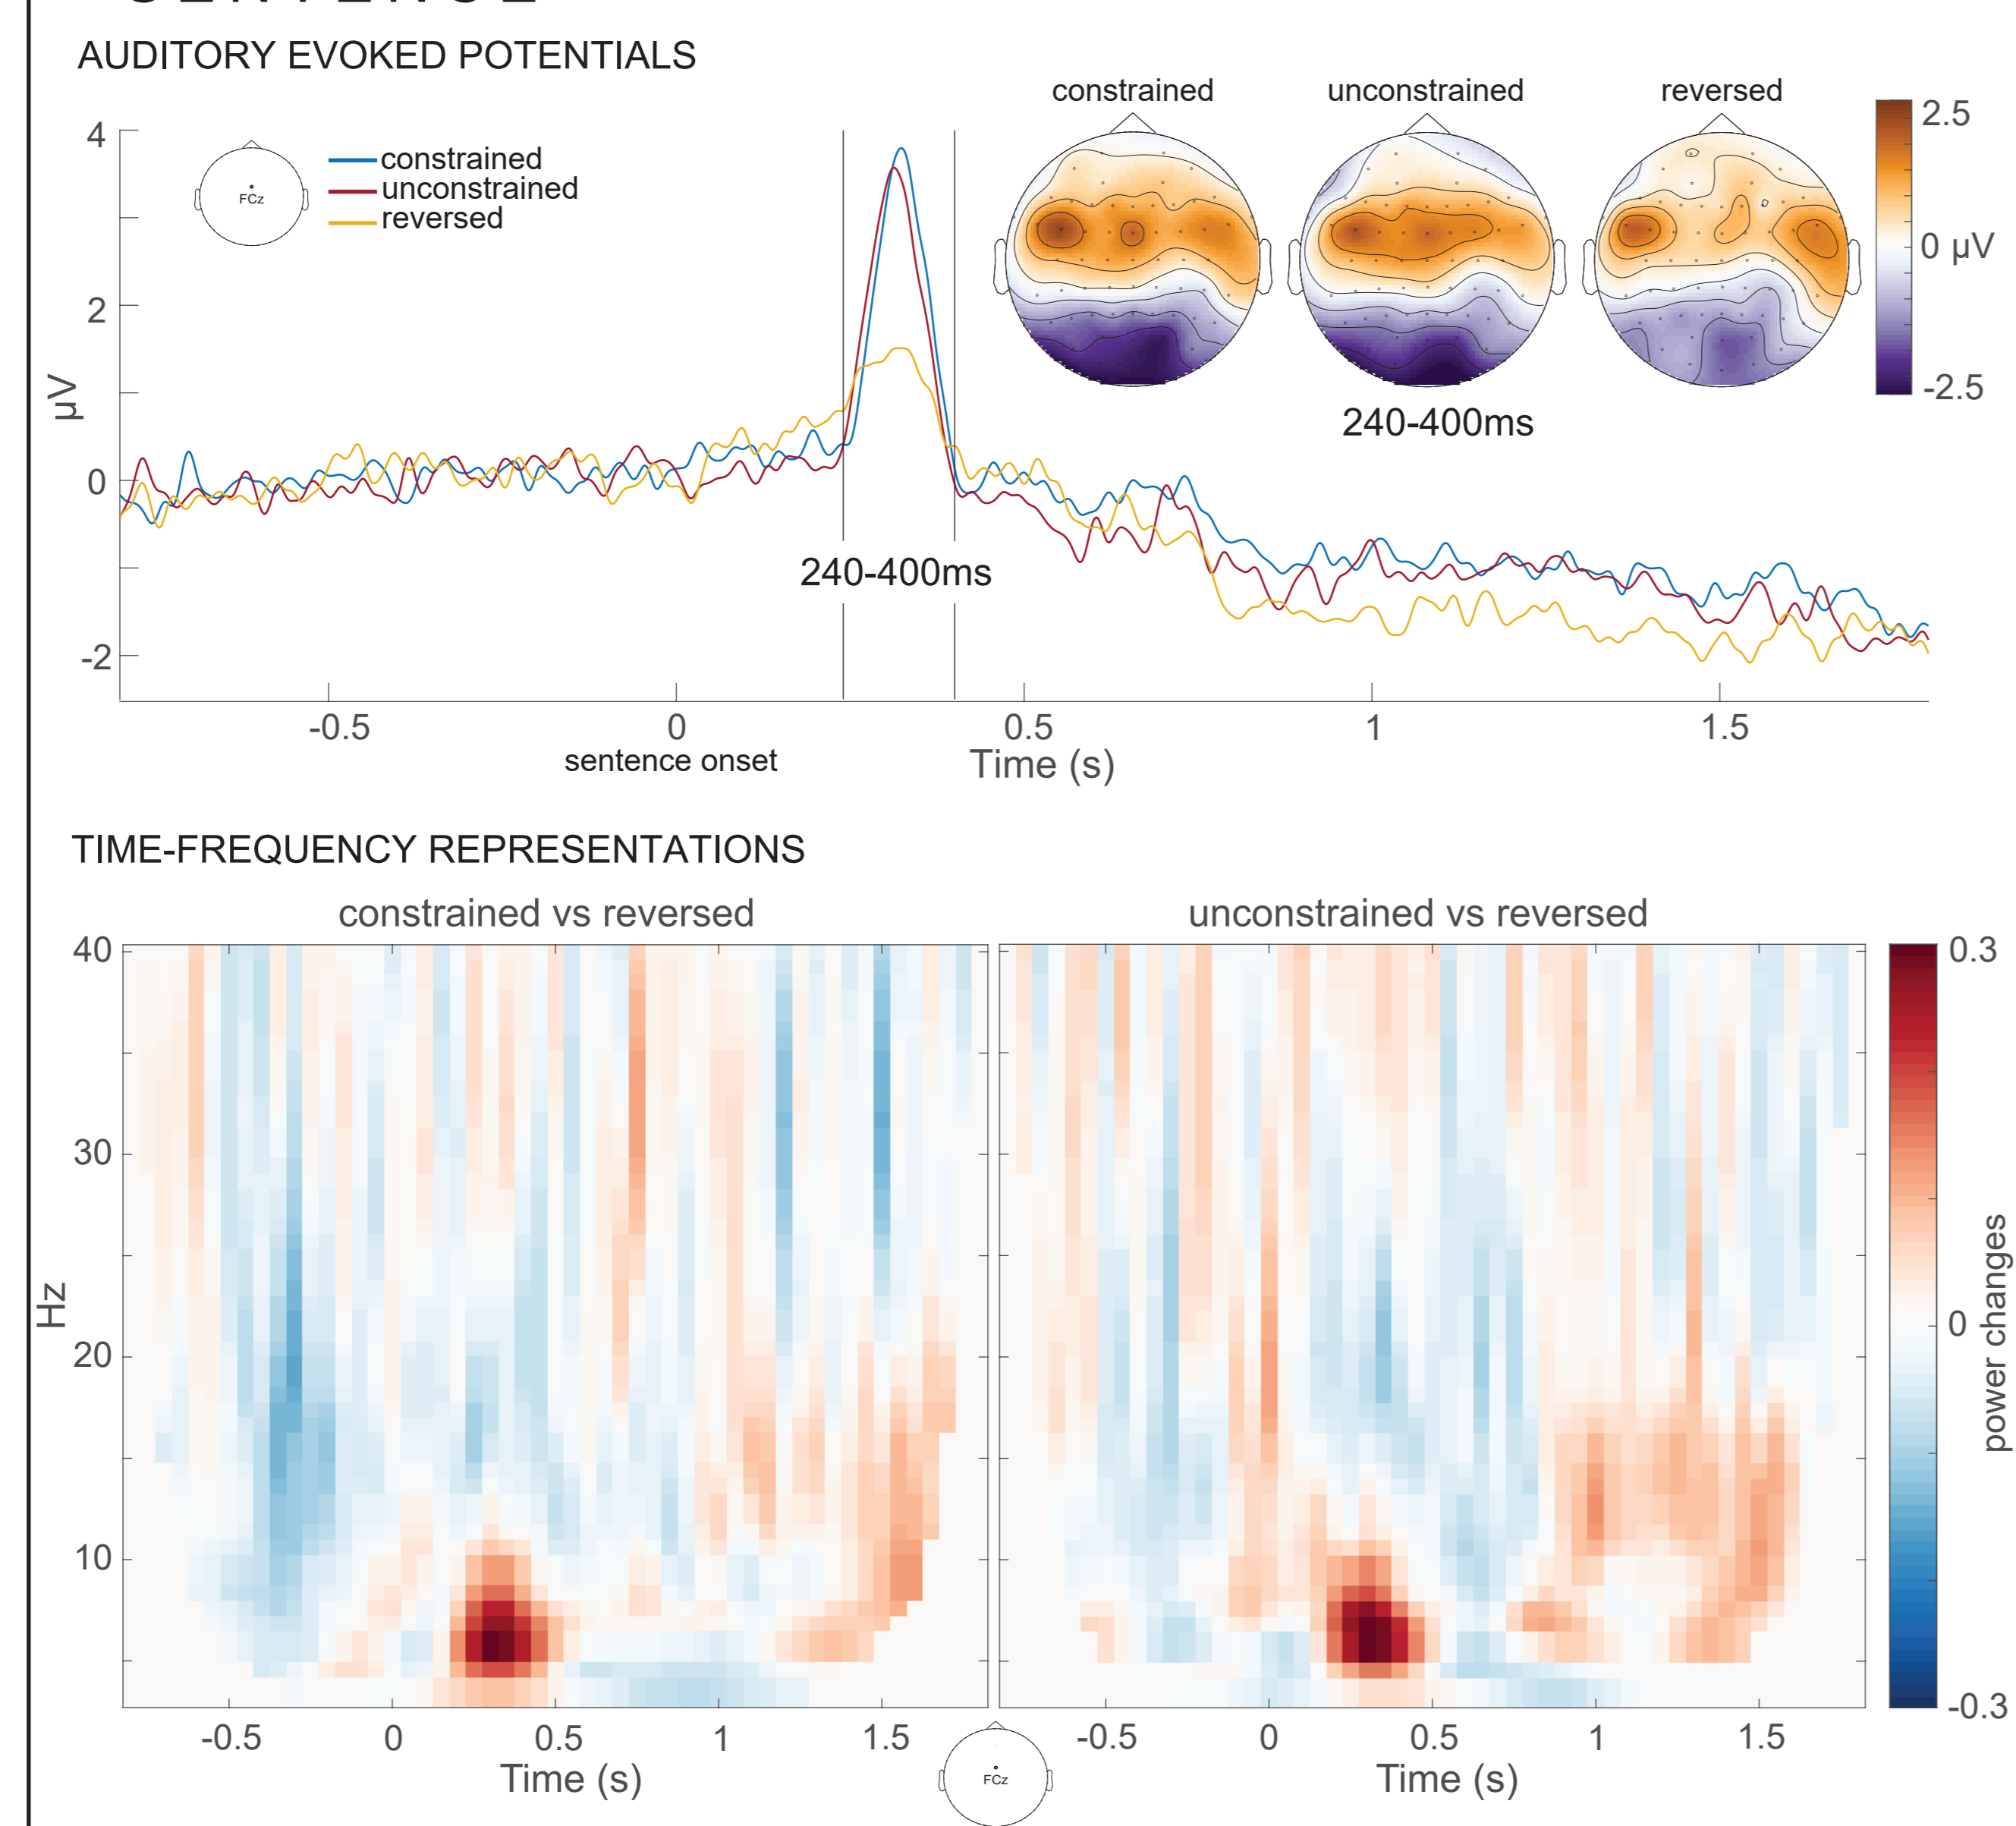 SENTENCE
AUDITORY EVOKED POTENTIALS
constrained unconstrained reversed
4
2
0
-2
µV
FCz
constrained
unconstrained
reversed
2.5
0 µV
-2.5
240-400ms
240-400ms
-0.5 0 0.5 1 1.5
sentence onset
Time (s)
TIME-FREQUENCY REPRESENTATIONS
constrained vs reversed unconstrained vs reversed
40
30
20
10
Hz
0.3
0
-0.3
power changes
-0.5 0 0.5 1 1.5
-0.5 0 0.5 1 1.5
Time (s) FCz Time (s)